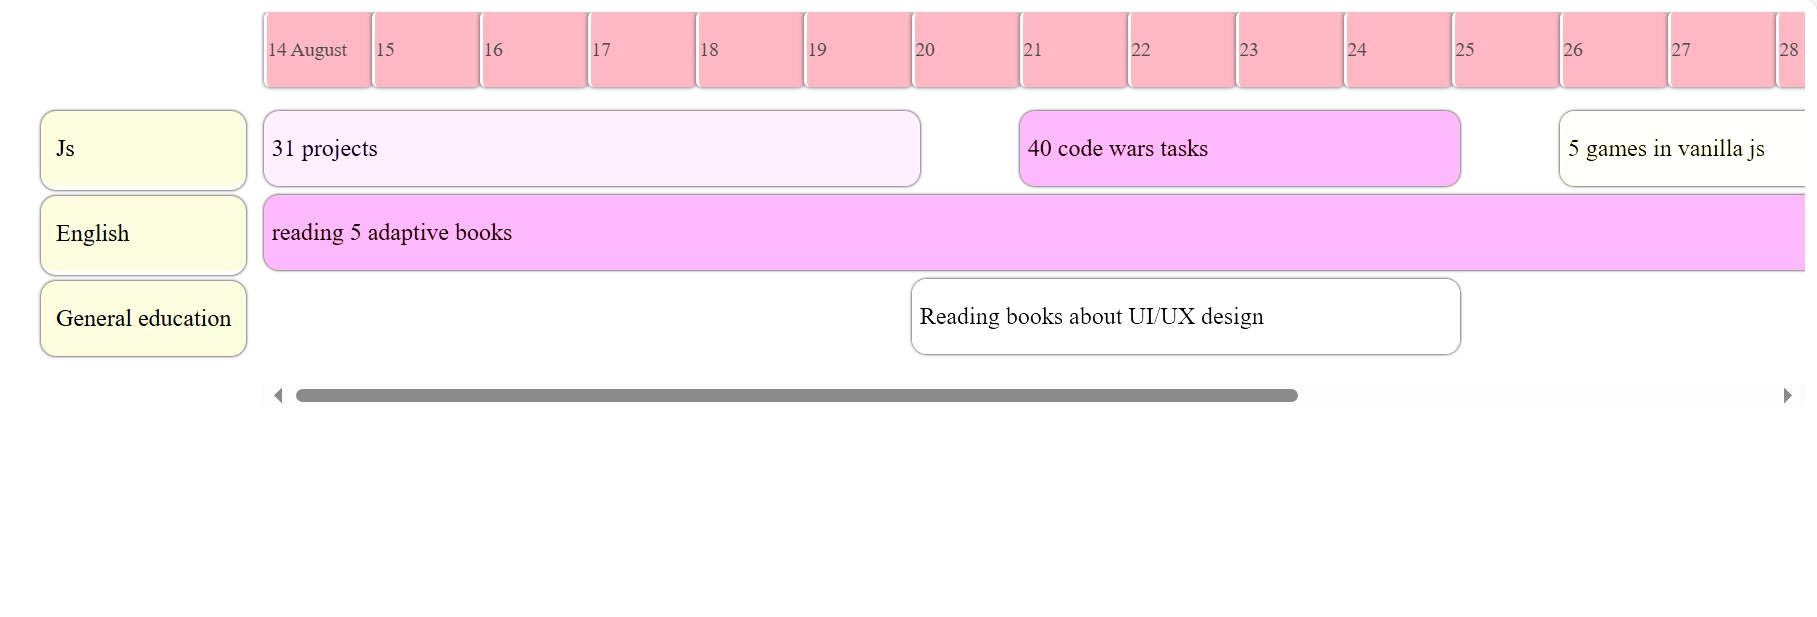 14 August 15 16 17 18 19 20 21 22 23 24 25 26 27 28
Js 31 projects 40 code wars tasks 5 games in vanilla js
English reading 5 adaptive books
General education Reading books about UI/UX design